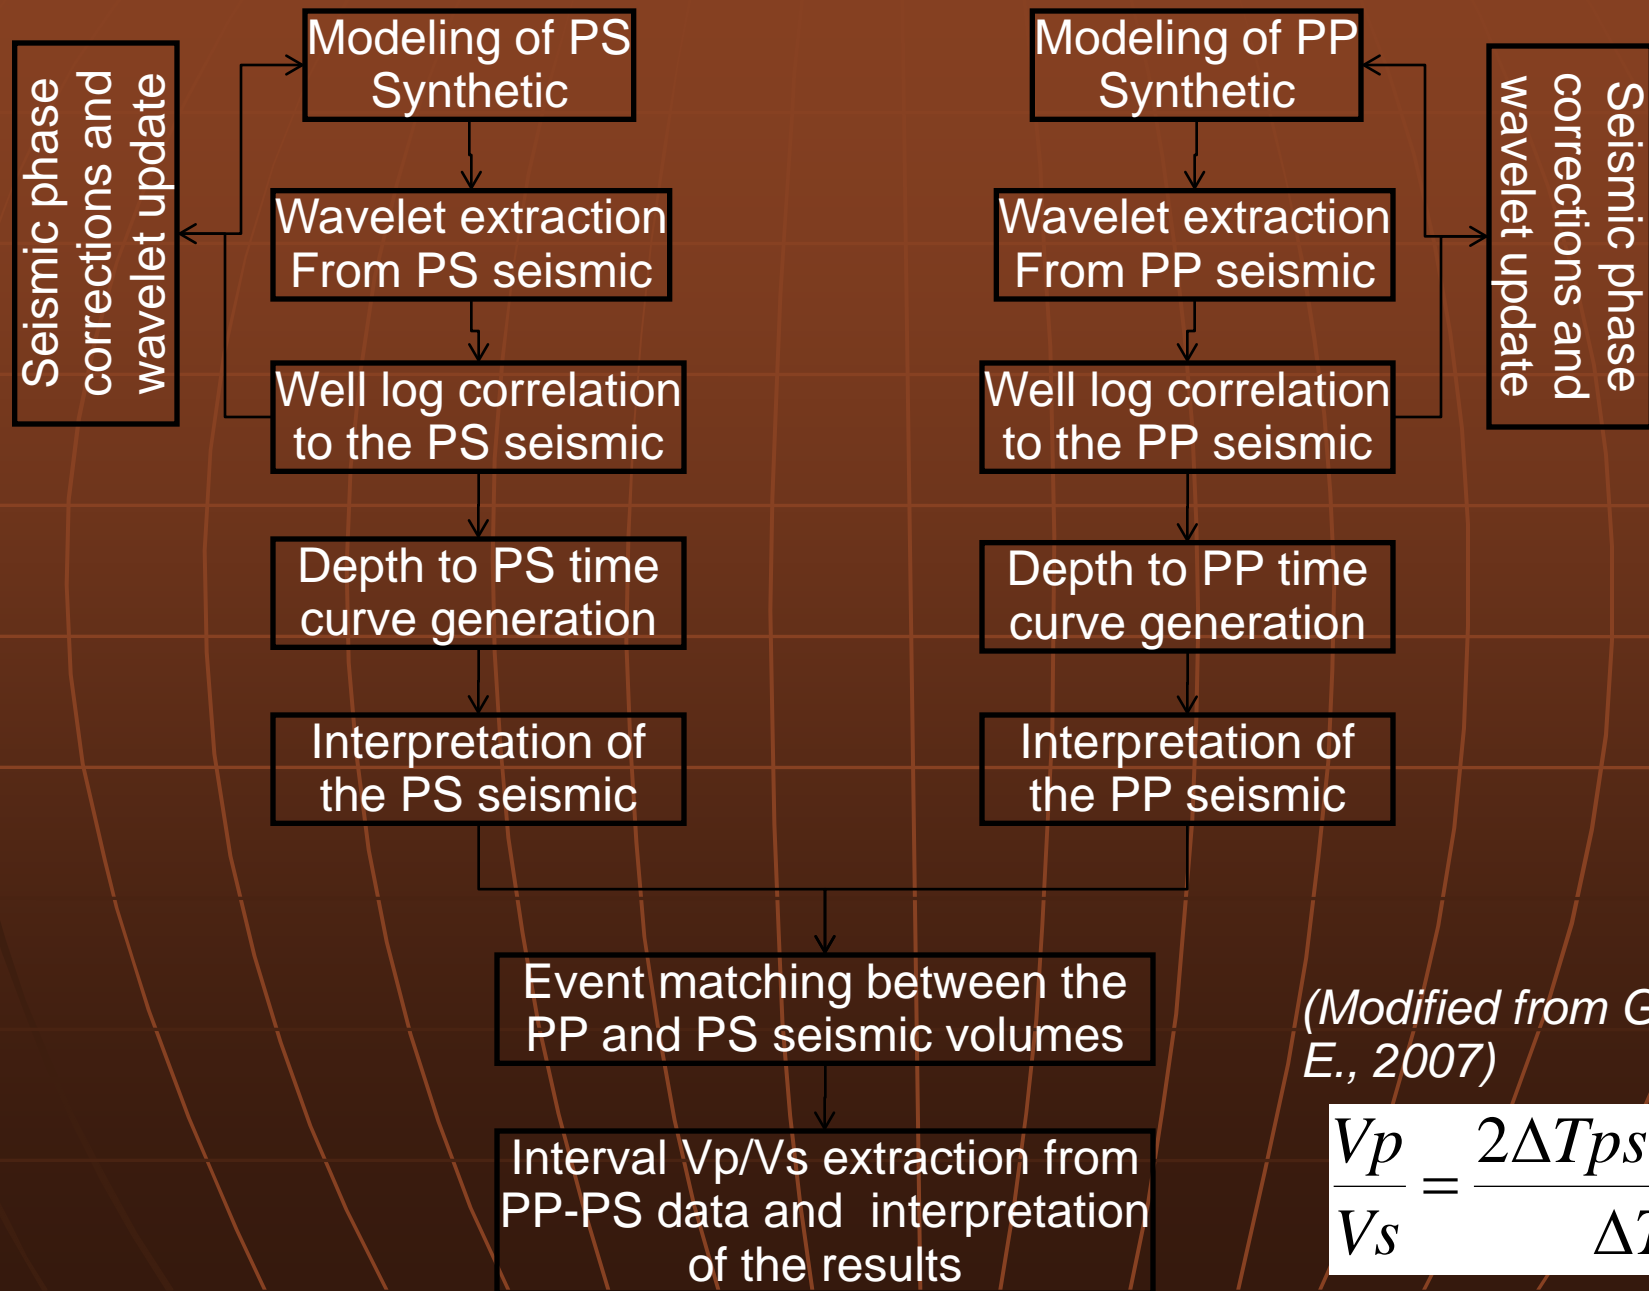 Modeling of PS
Synthetic
Modeling of PP
Synthetic
Seismic phase
corrections and
wavelet update
Seismic phase
corrections and
wavelet update
Wavelet extraction
From PS seismic
Wavelet extraction
From PP seismic
Well log correlation
to the PS seismic
Well log correlation
to the PP seismic
Depth to PS time
curve generation
Depth to PP time
curve generation
Interpretation of
the PS seismic
Interpretation of
the PP seismic
Event matching between the
PP and PS seismic volumes
(Modified from
E., 2007)
Interval Vp/Vs extraction from
PP-PS data and interpretation
of the results
Vp/Vs = 2ΔTps